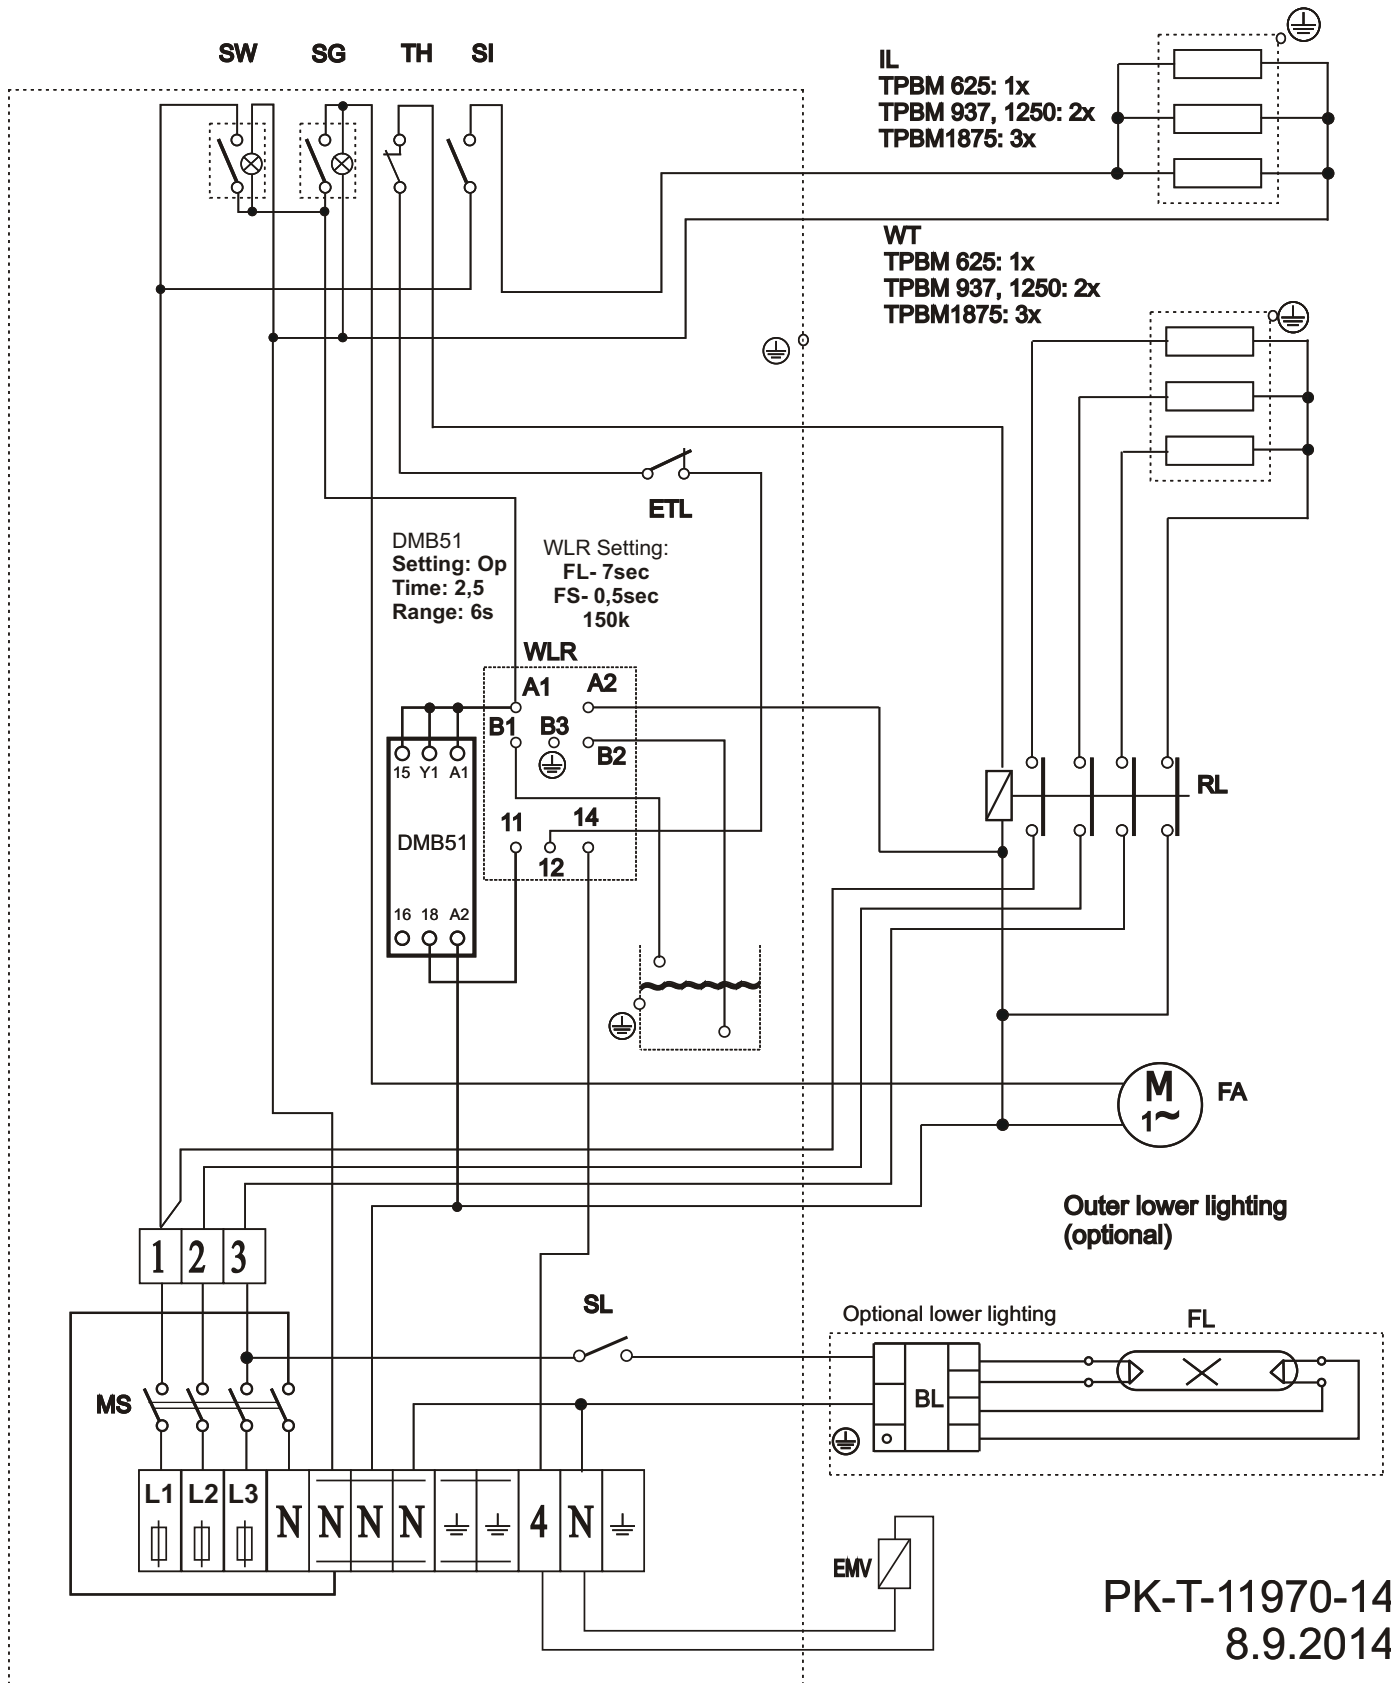 SW SG TH SI
IL
TPBM 625: 1x
TPBM 937, 1250: 2x
TPBM1875: 3x
WT
TPBM 625: 1x
TPBM 937, 1250: 2x
TPBM1875: 3x
ETL
DMB51
Setting: Op
Time: 2,5
Range: 6s
WLR Setting:
FL- 7sec
FS- 0,5sec
150k
WLR
A1 A2
B1 B3 B2
15 Y1 A1
DMB51
16 18 A2
11 14
12
RL
M
1~
FA
Outer lower lighting
(optional)
1 2 3
SL
Optional lower lighting
FL
BL
MS
L1 L2 L3 N N N N 4 N
EMV
PK-T-11970-14
8.9.2014